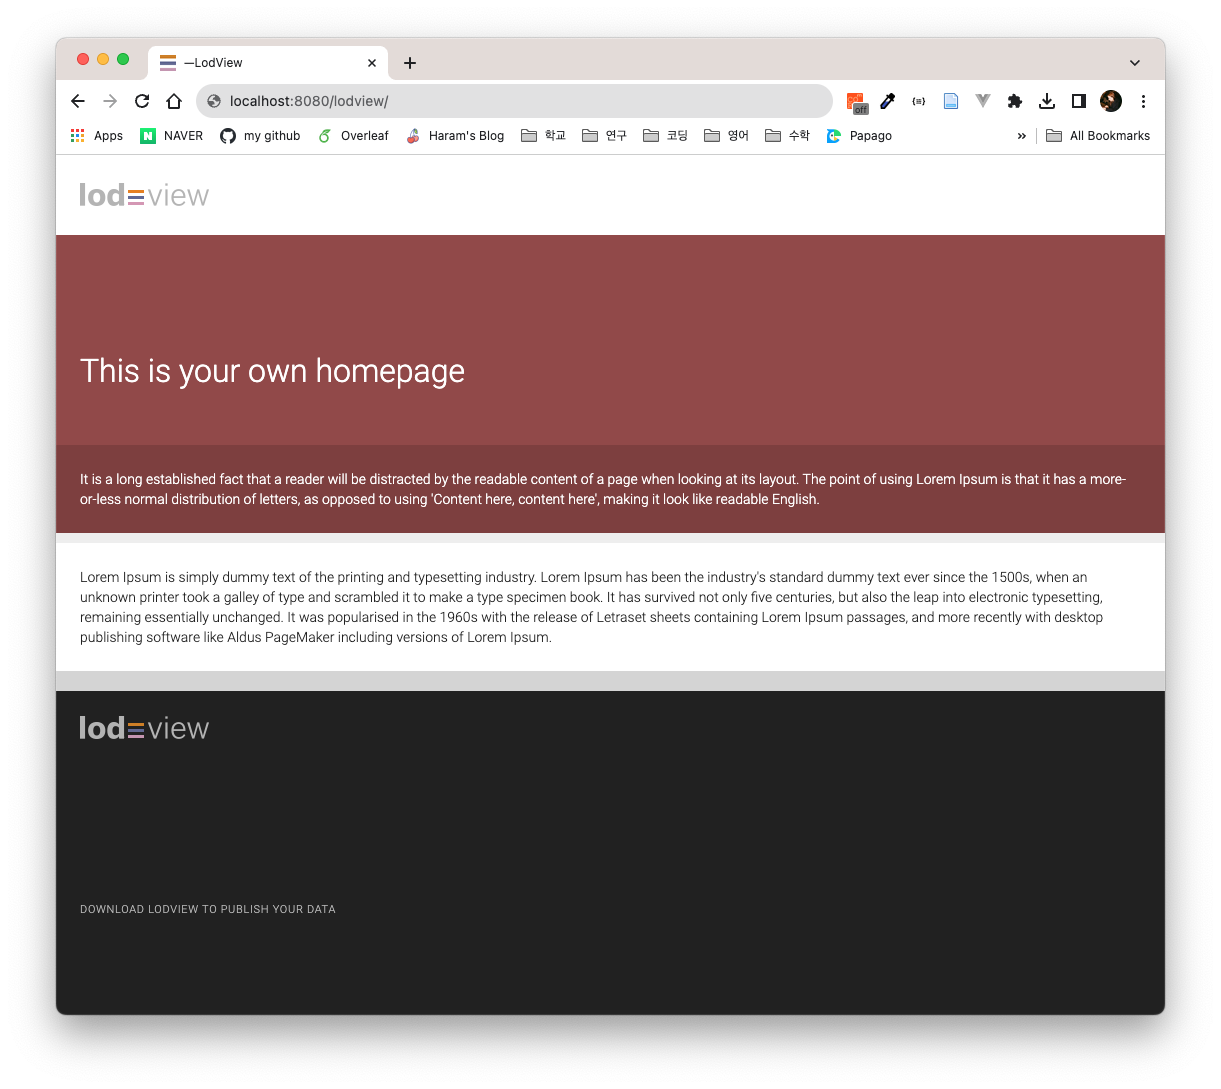 —LodView
localhost:8080/lodview/
off
Apps NAVER my github Overleaf Haram's Blog 학교 연구 코딩 영어 수학 Papago » All Bookmarks
lodview
This is your own homepage
It is a long established fact that a reader will be distracted by the readable content of a page when looking at its layout. The point of using Lorem Ipsum is that it has a more-
or-less normal distribution of letters, as opposed to using 'Content here, content here', making it look like readable English.
Lorem Ipsum is simply dummy text of the printing and typesetting industry. Lorem Ipsum has been the industry's standard dummy text ever since the 1500s, when an
unknown printer took a galley of type and scrambled it to make a type specimen book. It has survived not only five centuries, but also the leap into electronic typesetting,
remaining essentially unchanged. It was popularised in the 1960s with the release of Letraset sheets containing Lorem Ipsum passages, and more recently with desktop
publishing software like Aldus PageMaker including versions of Lorem Ipsum.
lodview
DOWNLOAD LODVIEW TO PUBLISH YOUR DATA